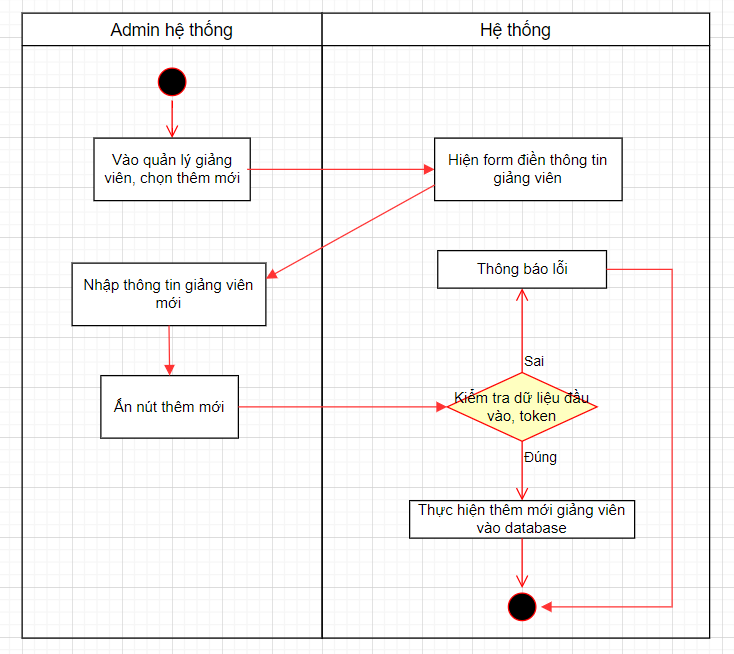 Admin hệ thống
Hệ thống
Vào quản lý giảng
viên, chọn thêm mới
Hiện form điền thông tin
giảng viên
Nhập thông tin giảng viên
mới
Thông báo lỗi
Sai
Ấn nút thêm mới
Kiểm tra dữ liệu đầu
vào, token
Đúng
Thực hiện thêm mới giảng viên
vào database